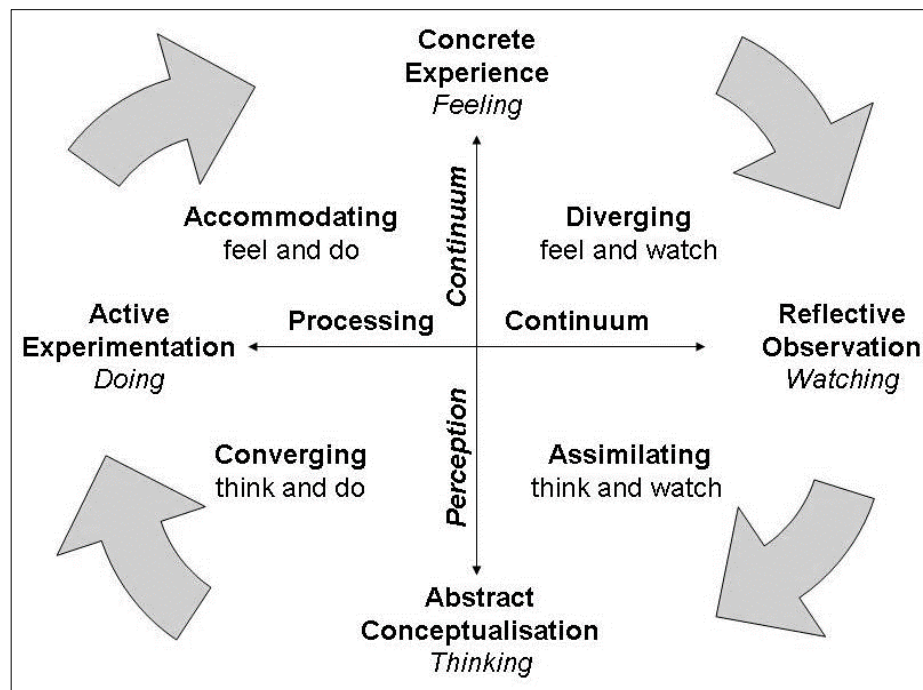 Concrete
Experience
Feeling
Accommodating
feel and do
Continuum
Diverging
feel and watch
Active
Experimentation
Doing
Processing
Continuum
Reflective
Observation
Watching
Converging
think and do
Perception
Assimilating
think and watch
Abstract
Conceptualisation
Thinking